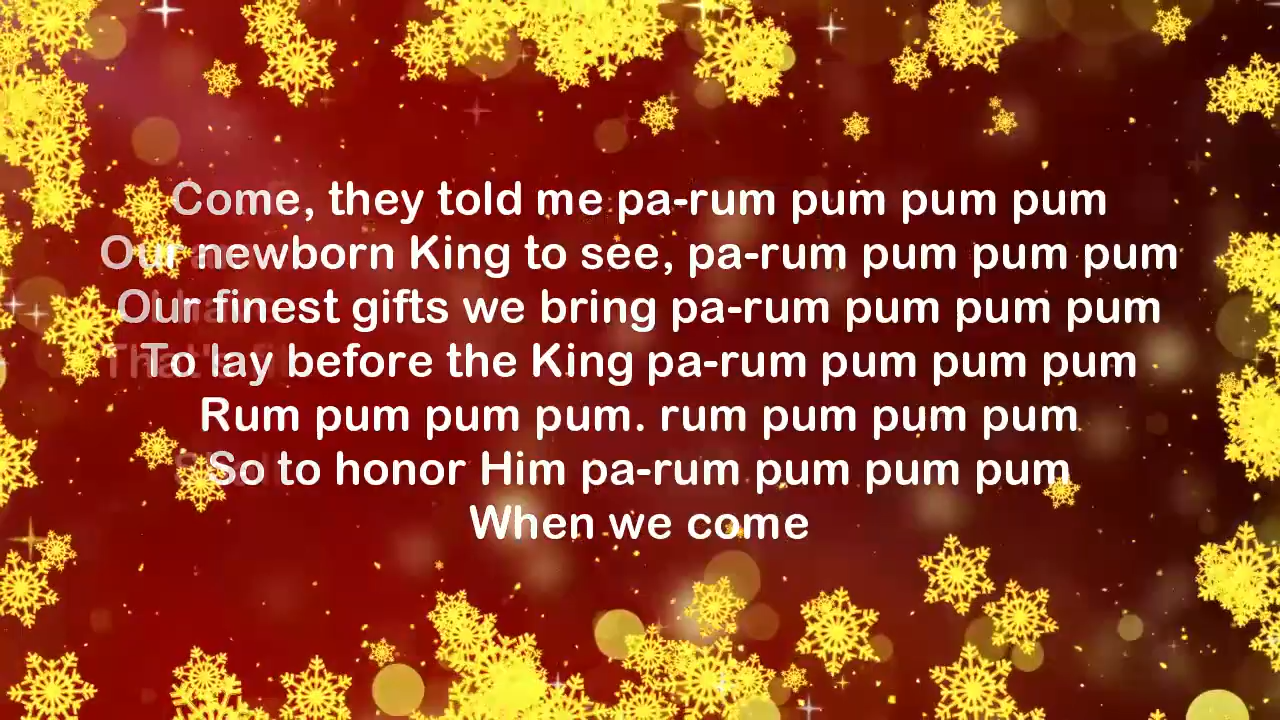 Come, they told me pa-rum pum pum pum
Our newborn King to see, pa-rum pum pum pum
Our finest gifts we bring pa-rum pum pum pum
To lay before the King pa-rum pum pum pum
Rum pum pum pum. rum pum pum pum
So to honor Him pa-rum pum pum pum
When we come